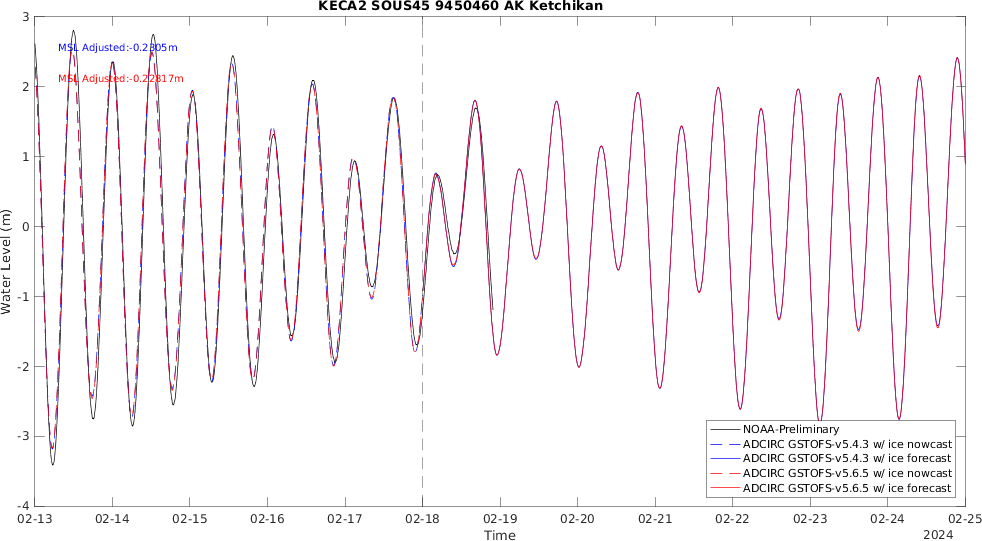 KECA2 SOUS45 9450460 AK Ketchikan
3
MSL Adjusted:-0.2305m
MSL Adjusted:-0.22817m
2
1
0
-1
-2
-3
-4
Water Level (m)
NOAA-Preliminary
ADCIRC GSTOFS-v5.4.3 w/ ice nowcast
ADCIRC GSTOFS-v5.4.3 w/ ice forecast
ADCIRC GSTOFS-v5.6.5 w/ ice nowcast
ADCIRC GSTOFS-v5.6.5 w/ ice forecast
02-13 02-14 02-15 02-16 02-17 02-18 02-19 02-20 02-21 02-22 02-23 02-24 02-25
Time
2024